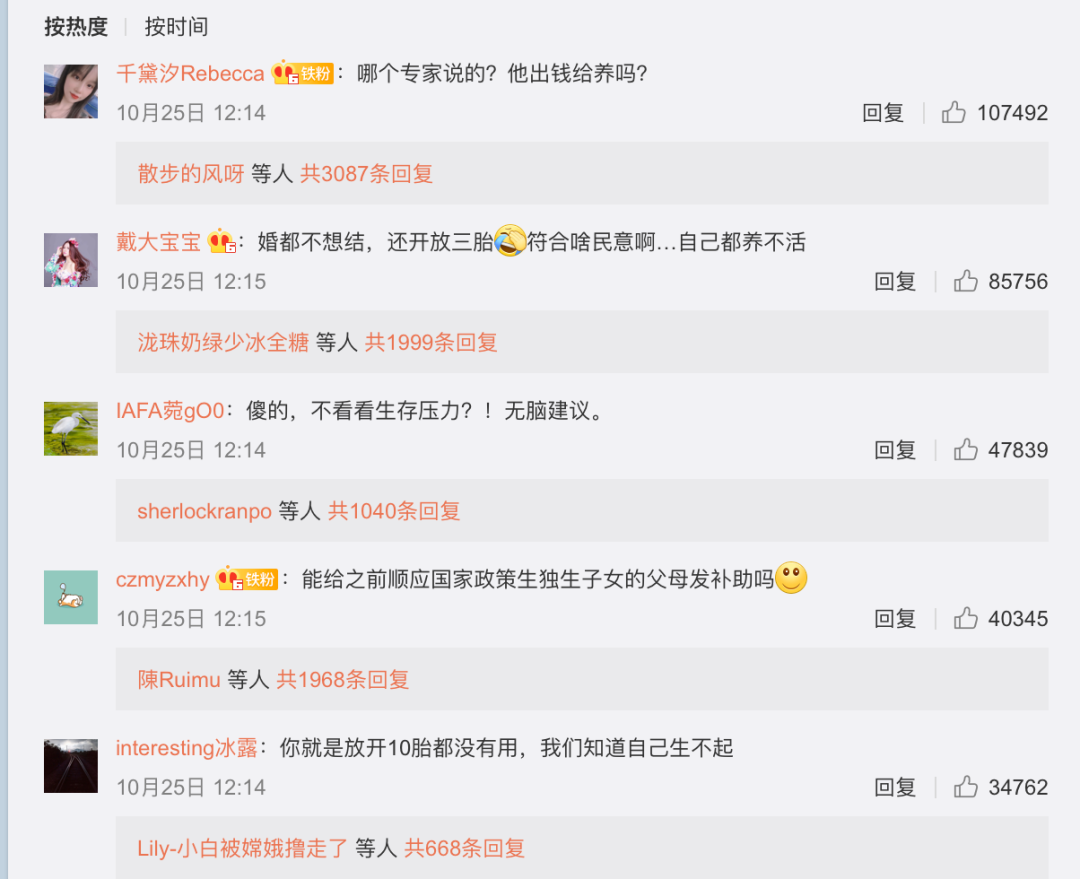 按热度 按时间
千黛汐Rebecca 6 铁粉：哪个专家说的？他出钱给养吗？
10月25日 12:14 回复 107492
散步的风呀 等人 共3087条回复
戴大宝宝 6：婚都不想结，还开放三胎符合啥民意啊...自己都养不活
10月25日 12:15 回复 85756
泷珠奶绿少冰全糖 等人 共1999条回复
IAFA菀gO0：傻的，不看看生存压力？！无脑建议。
10月25日 12:14 回复 47839
sherlockranpo 等人 共1040条回复
czmyzxhy 6 铁粉：能给之前顺应国家政策生独生子女的父母发补助吗
10月25日 12:15 回复 40345
陳Ruimu 等人 共1968条回复
interesting冰露：你就是放开10胎都没有用，我们知道自己生不起
10月25日 12:14 回复 34762
Lily-小白被嫦娥撸走了 等人 共668条回复